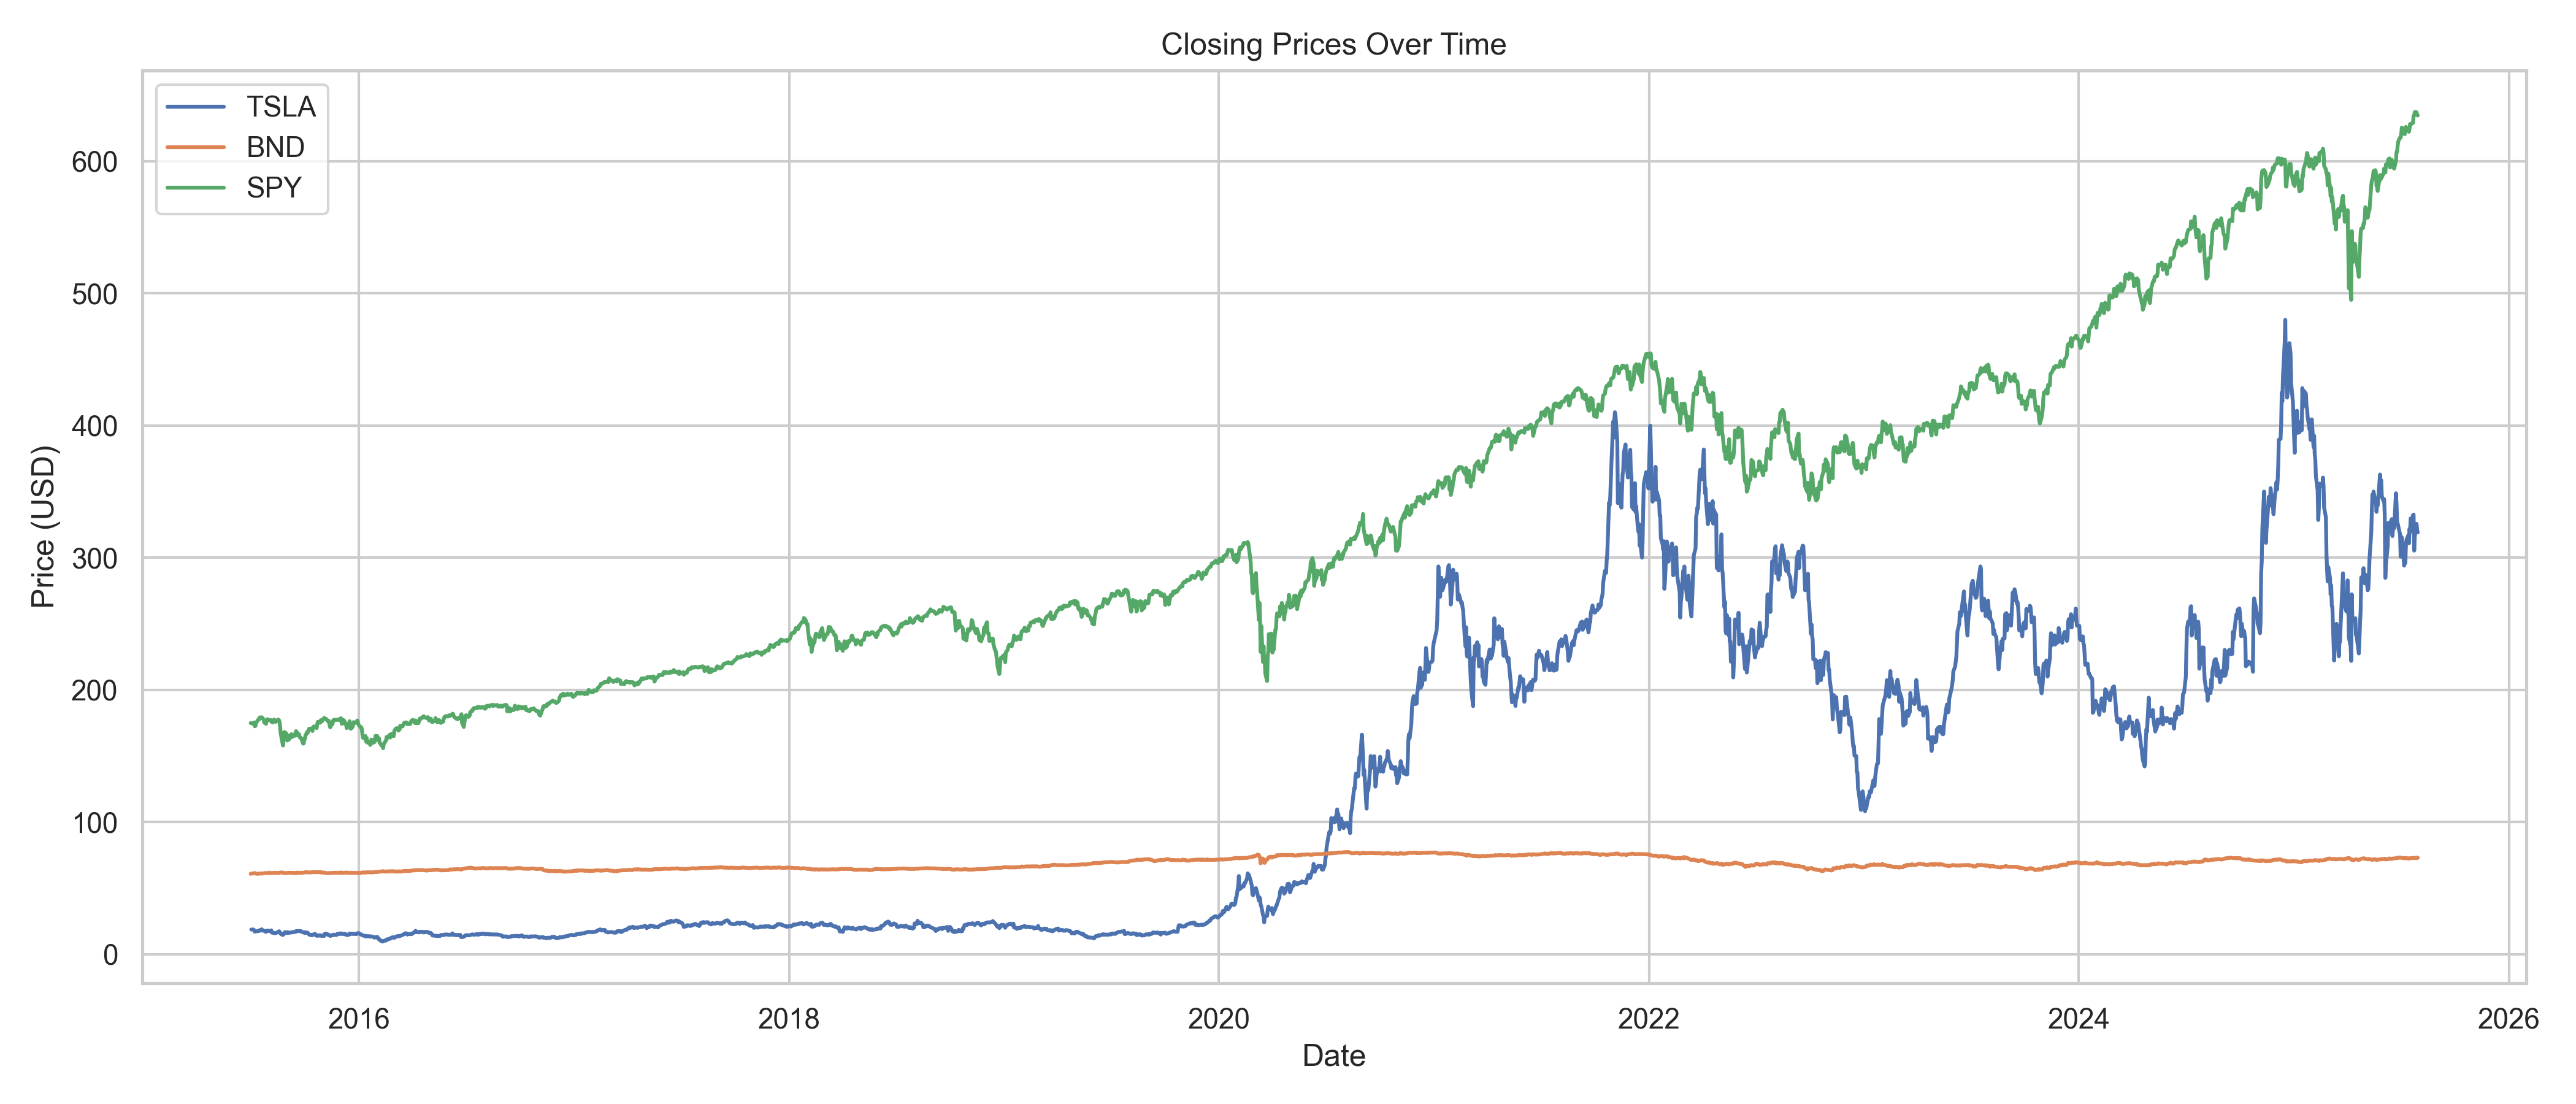 Closing Prices Over Time
TSLA
BND
SPY
Price (USD)
600
500
400
300
200
100
0
2016 2018 2020 2022 2024 2026
Date